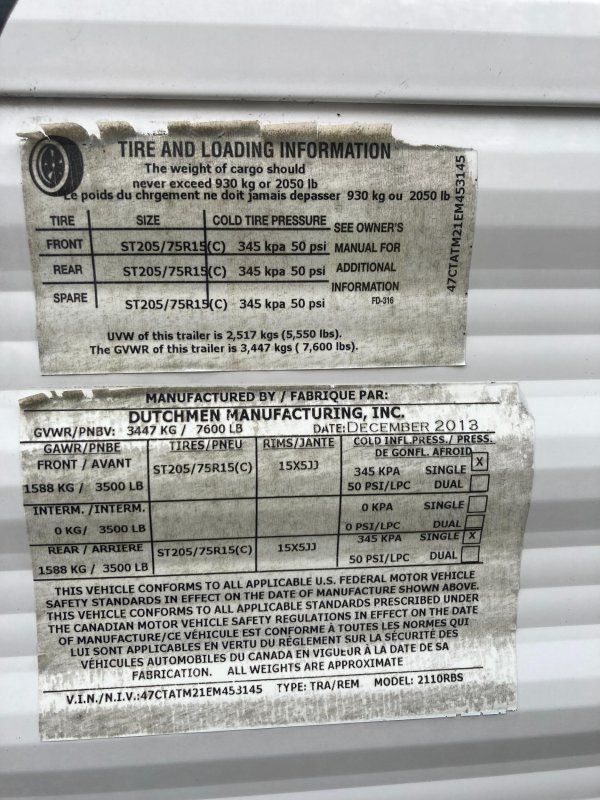 TIRE AND LOADING INFORMATION
The weight of cargo should
never exceed 930 kg or 2050 lb
Le poids du chrgement ne doit jamais depasser 930 kg ou 2050 lb
TIRE SIZE COLD TIRE PRESSURE SEE OWNER'S
FRONT ST205/75R15(C) 345 kpa 50 psi MANUAL FOR
REAR ST205/75R15(C) 345 kpa 50 psi ADDITIONAL
INFORMATION
SPARE ST205/75R15(C) 345 kpa 50 psi FD-316
UVW of this trailer is 2,517 kgs (5,550 lbs).
The GVWR of this trailer is 3,447 kgs ( 7,600 lbs).
47CTATM21EM453145
MANUFACTURED BY / FABRIQUE PAR:
DUTCHMEN MANUFACTURING, INC.
GVWR/PNBV: 3447 KG / 7600 LB DATE:DECEMBER 2013
GAWR/PNBE TIRES/PNEU RIMS/JANTE COLD INFL.PRESS./ PRESS.
DE GONFL. AFROID
FRONT / AVANT ST205/75R15(C) 15X5JJ 345 KPA SINGLE X
1588 KG / 3500 LB 50 PSI/LPC DUAL
INTERM. /INTERM. 0 KPA SINGLE
0 KG/ 3500 LB 0 PSI/LPC DUAL
REAR / ARRIERE ST205/75R15(C) 15X5JJ 345 KPA SINGLE X
1588 KG / 3500 LB 50 PSI/LPC DUAL
THIS VEHICLE CONFORMS TO ALL APPLICABLE U.S. FEDERAL MOTOR VEHICLE
SAFETY STANDARDS IN EFFECT ON THE DATE OF MANUFACTURE SHOWN ABOVE.
THIS VEHICLE CONFORMS TO ALL APPLICABLE STANDARDS PRESCRIBED UNDER
THE CANADIAN MOTOR VEHICLE SAFETY REGULATIONS IN EFFECT ON THE DATE
OF MANUFACTURE/CE VÉHICULE EST CONFORME À TOUTES LES NORMES QUI
LUI SONT APPLICABLES EN VERTU DU RÈGLEMENT SUR LA SÉCURITÉ DES
VÉHICULES AUTOMOBILES DU CANADA EN VIGUEUR À LA DATE DE SA
FABRICATION. ALL WEIGHTS ARE APPROXIMATE
V.I.N./N.I.V.:47CTATM21EM453145 TYPE: TRA/REM MODEL: 2110RBS